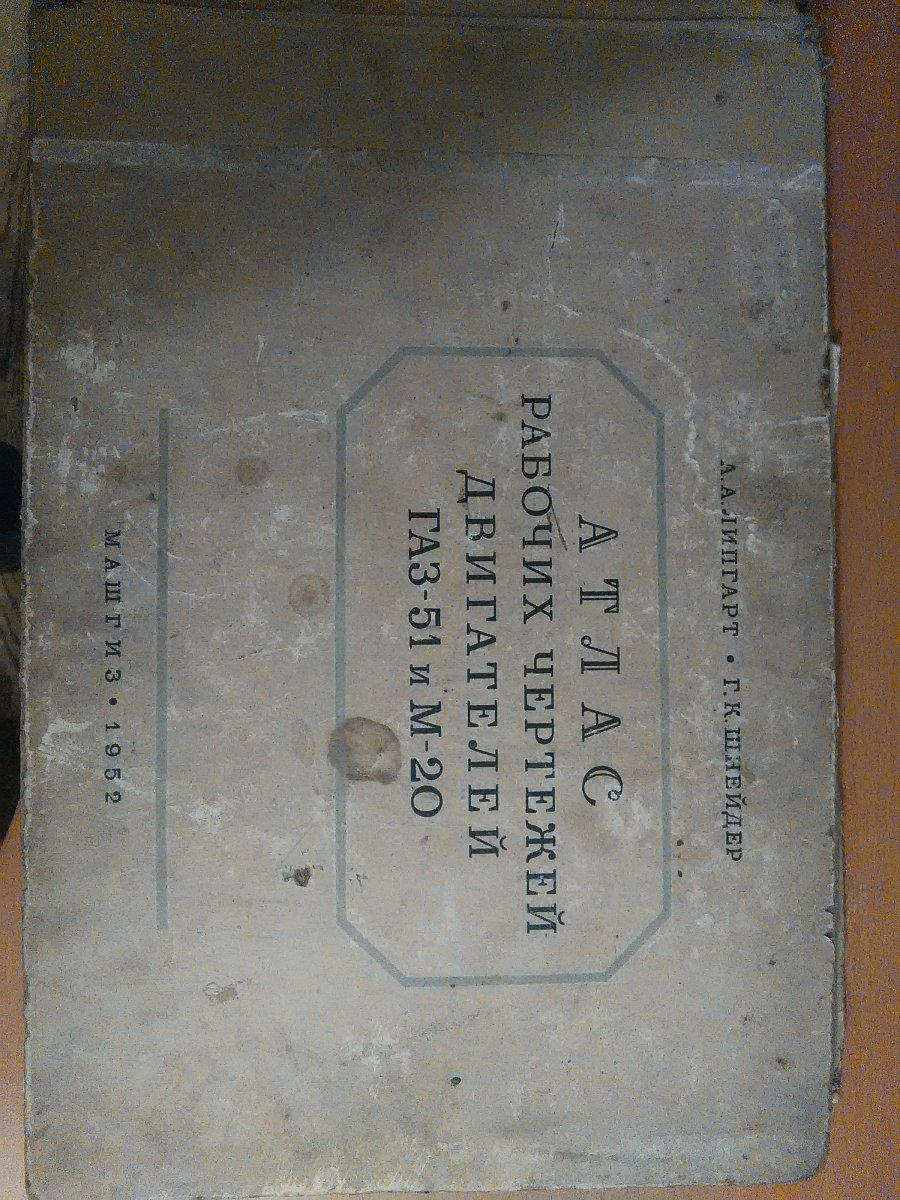 А.А.ЛИПГАРТ • Г.К.ШНЕЙДЕР
АТЛАС
РАБОЧИХ ЧЕРТЕЖЕЙ
ДВИГАТЕЛЕЙ
ГАЗ-51 и М-20
МАШГИЗ • 1952